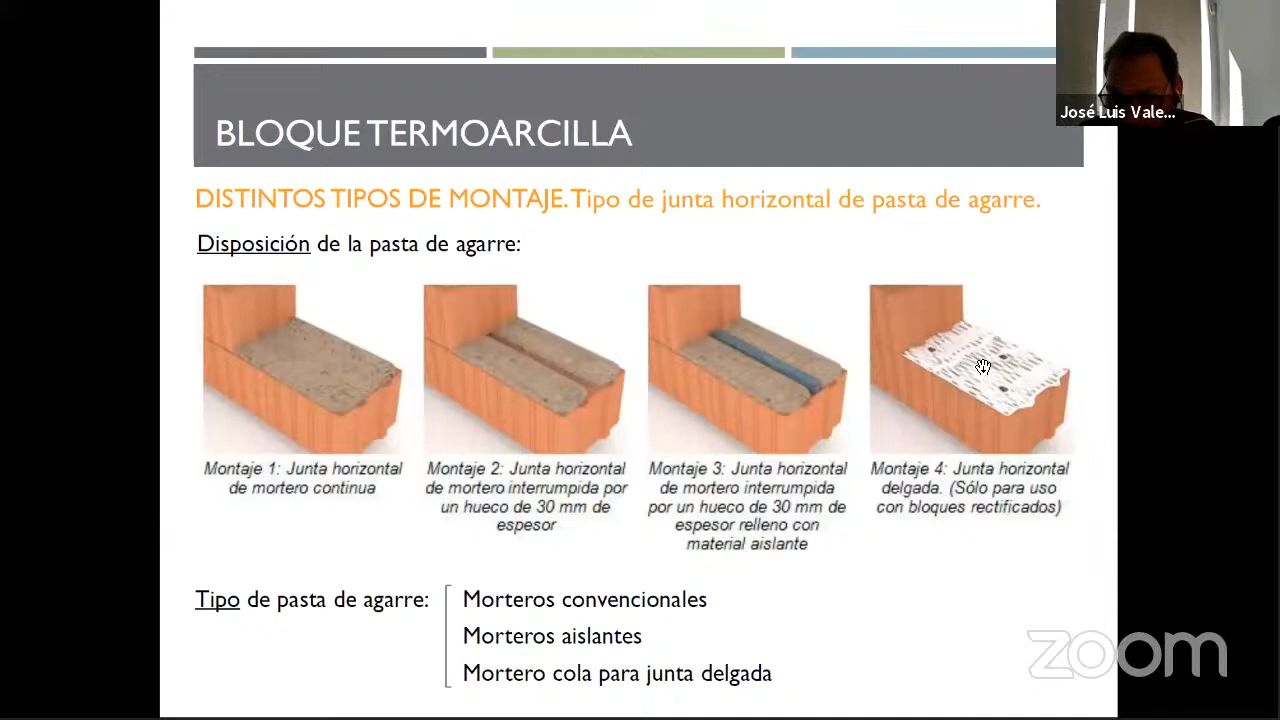 José Luis Vale...
BLOQUE TERMOARCILLA
DISTINTOS TIPOS DE MONTAJE. Tipo de junta horizontal de pasta de agarre.
Disposición de la pasta de agarre:
Montaje 1: Junta horizontal
de mortero continua
Montaje 2: Junta horizontal
de mortero interrumpida por
un hueco de 30 mm de
espesor
Montaje 3: Junta horizontal
de mortero interrumpida
por un hueco de 30 mm de
espesor relleno con
material aislante
Montaje 4: Junta horizontal
delgada. (Sólo para uso
con bloques rectificados)
Tipo de pasta de agarre:
Morteros convencionales
Morteros aislantes
Mortero cola para junta delgada
zoom